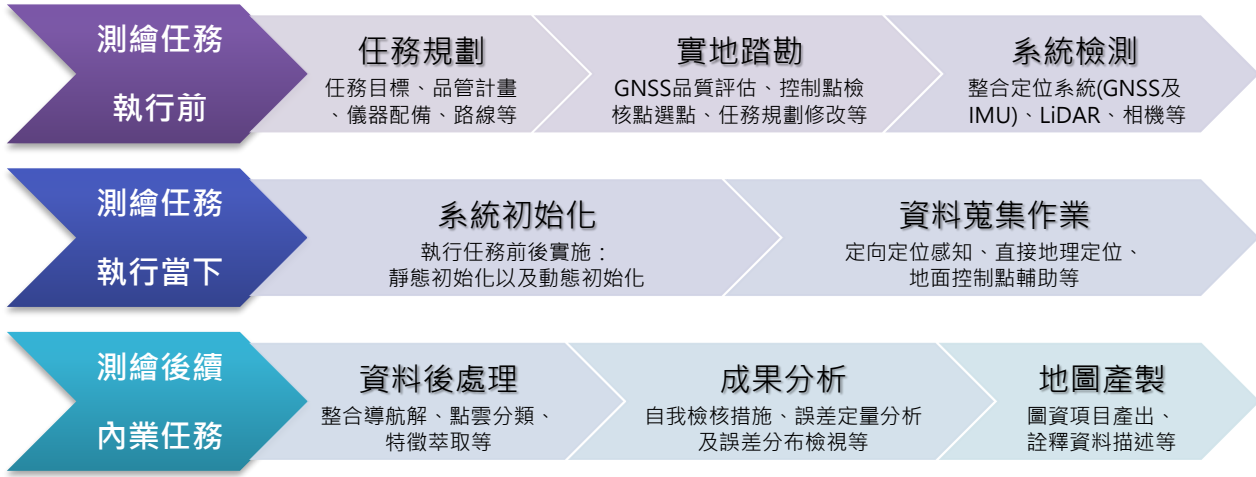 測繪任務
執行前
任務規劃
任務目標、品管計畫
、儀器配備、路線等
實地踏勘
GNSS品質評估、控制點檢
核點選點、任務規劃修改等
系統檢測
整合定位系統(GNSS及
IMU)、LiDAR、相機等
測繪任務
執行當下
系統初始化
執行任務前後實施：
靜態初始化以及動態初始化
資料蒐集作業
定向定位感知、直接地理定位、
地面控制點輔助等
測繪後續
內業任務
資料後處理
整合導航解、點雲分類、
特徵萃取等
成果分析
自我檢核措施、誤差定量分析
及誤差分布檢視等
地圖產製
圖資項目產出、
詮釋資料描述等